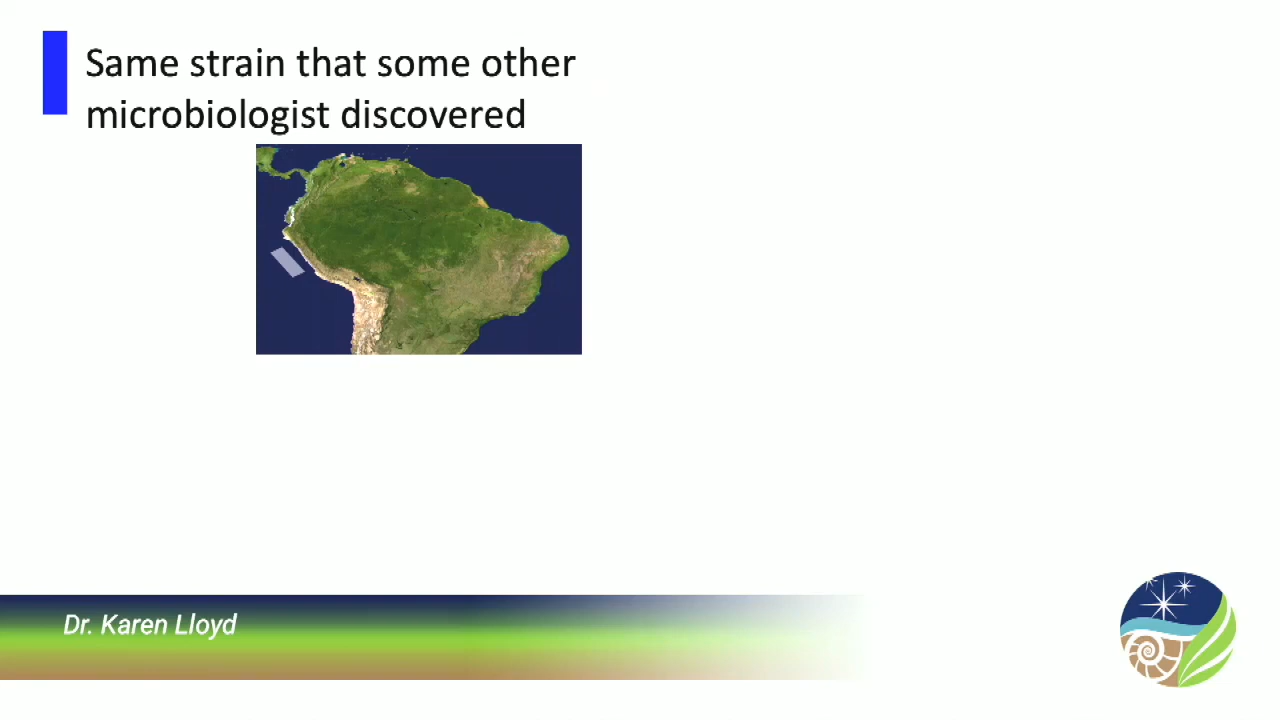 Same strain that some other
microbiologist discovered
Dr. Karen Lloyd